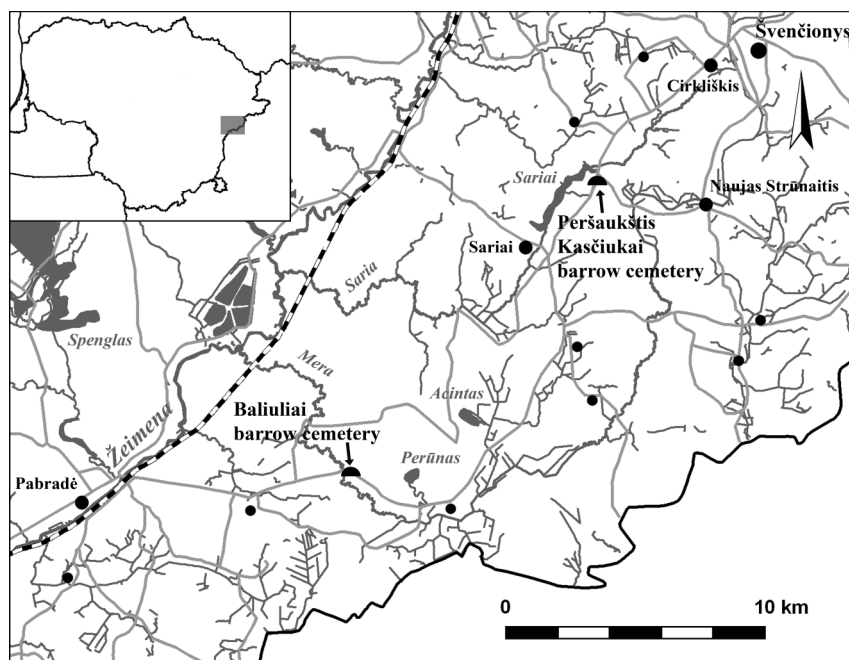 Švenčionys
Cirkliškis
Sariai
Naujas Strūnaitis
Peršaukštis
Kasčiukai
barrow cemetery
Sariai
Saria
Spenglas
Mera
Acintas
Žeimena
Baliuliai
barrow cemetery
Perūnas
Pabradė
0 10 km